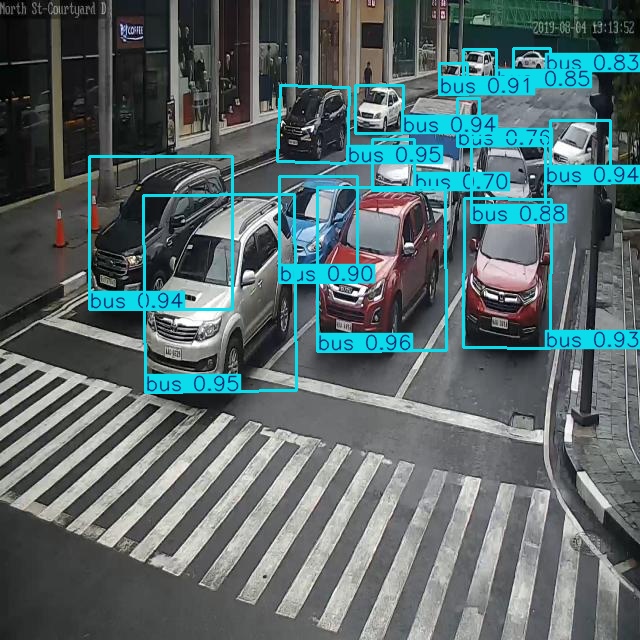 North St-Courtyard D
COFFEE
2019-08-04 13:13:52
bus 0.83
bus 0.85
bus 0.91
bus 0.94
bus 0.76
bus 0.95
bus 0.94
bus 0.70
bus 0.88
bus 0.90
bus 0.94
bus 0.96
bus 0.93
bus 0.95